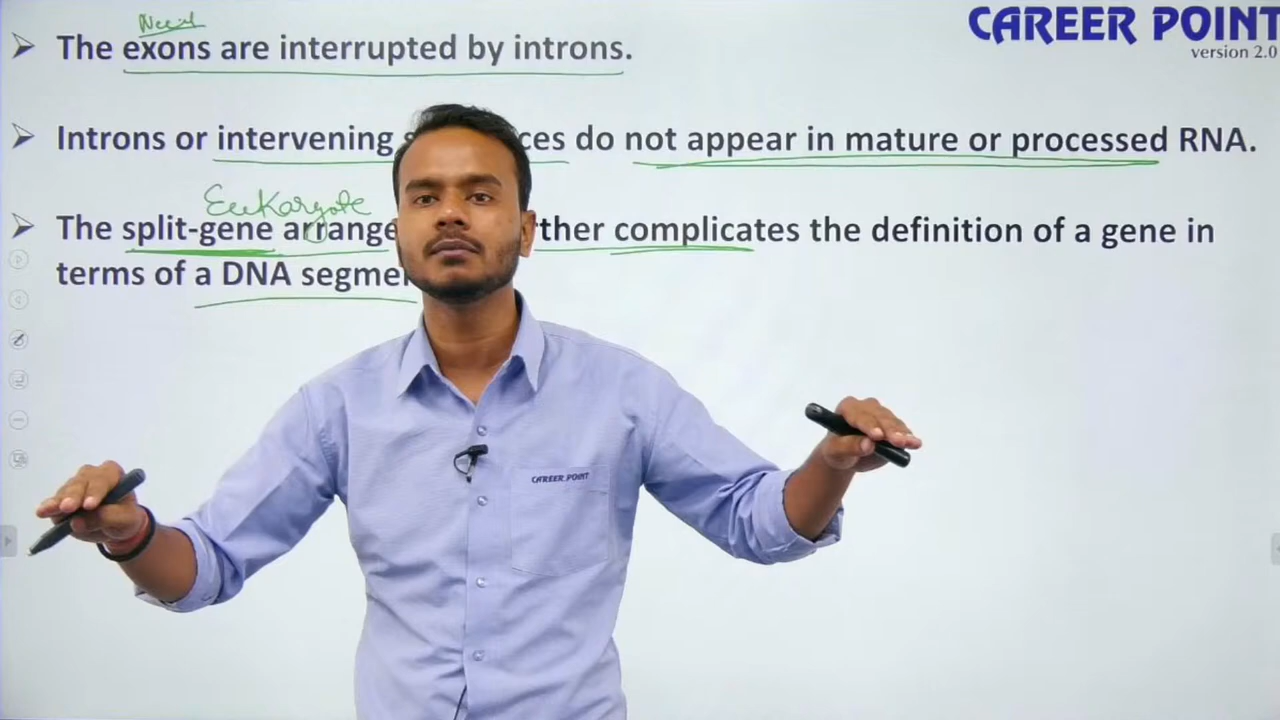 CAREER POINT
version 2.0
The exons are interrupted by introns.
Introns or intervening ces do not appear in mature or processed RNA.
Eukaryote
The split-gene arrange rther complicates the definition of a gene in
terms of a DNA segme
CAREER POINT